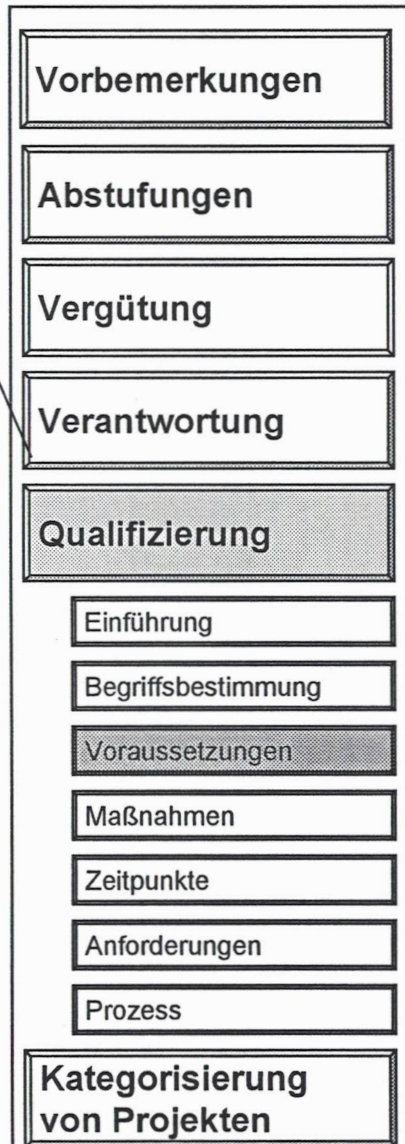 Vorbemerkungen
Abstufungen
Vergütung
Verantwortung
Qualifizierung
Einführung
Begriffsbestimmung
Voraussetzungen
Maßnahmen
Zeitpunkte
Anforderungen
Prozess
Kategorisierung
von Projekten